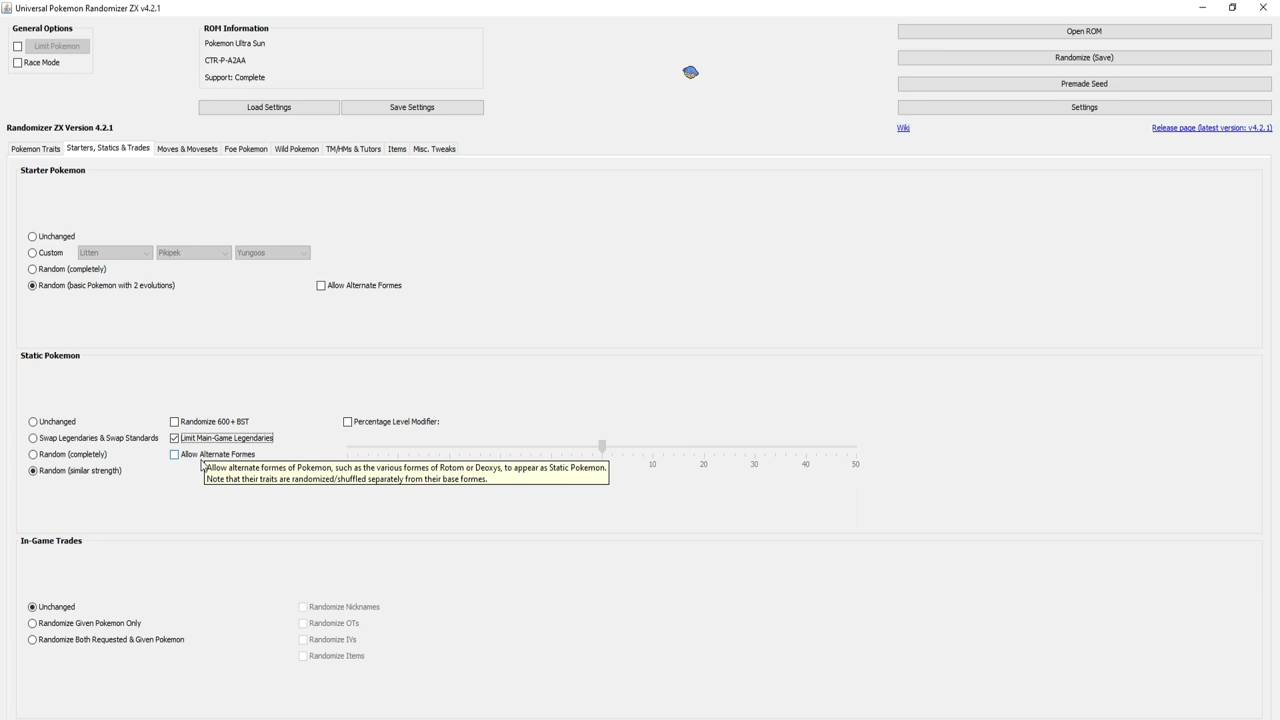 Universal Pokemon Randomizer ZX v4.2.1
General Options
Limit Pokemon
Race Mode
ROM Information
Pokemon Ultra Sun
CTR-P-A2AA
Support: Complete
Load Settings Save Settings
Open ROM
Randomize (Save)
Premade Seed
Settings
Randomizer ZX Version 4.2.1
Wiki Release page (latest version: v4.2.1)
Pokemon Traits Starters, Statics & Trades Moves & Movesets Foe Pokemon Wild Pokemon TM/HMs & Tutors Items Misc. Tweaks
Starter Pokemon
Unchanged
Custom Litten Pikipek Yungoos
Random (completely)
Random (basic Pokemon with 2 evolutions) Allow Alternate Formes
Static Pokemon
Unchanged Randomize 600+ BST Percentage Level Modifier:
Swap Legendaries & Swap Standards Limit Main-Game Legendaries
Random (completely) Allow Alternate Formes
10 20 30 40 50
Random (similar strength)
Allow alternate formes of Pokemon, such as the various formes of Rotom or Deoxys, to appear as Static Pokemon.
Note that their traits are randomized/shuffled separately from their base formes.
In-Game Trades
Unchanged Randomize Nicknames
Randomize Given Pokemon Only Randomize OTs
Randomize Both Requested & Given Pokemon Randomize IVs
Randomize Items